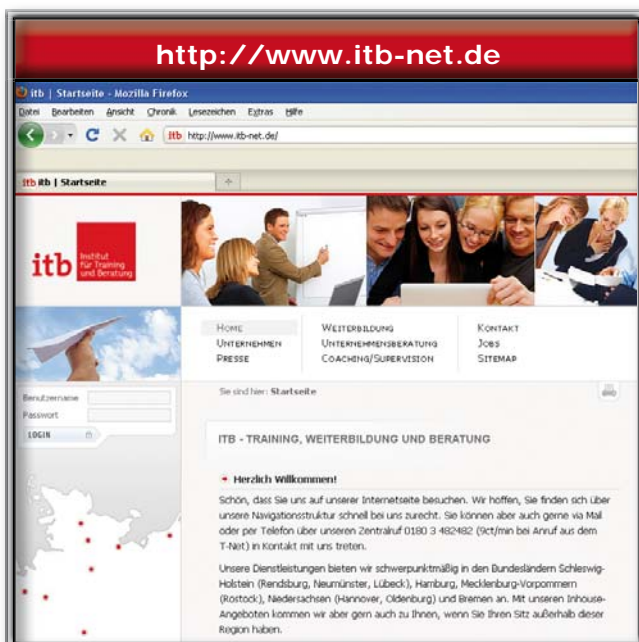 http://www.itb-net.de
itb | Startseite - Mozilla Firefox
Datei Bearbeiten Ansicht Chronik Lesezeichen Extras Hilfe
itb http://www.itb-net.de/
itb itb | Startseite
itb Institut
für Training
und Beratung
HOME WEITERBILDUNG KONTAKT
UNTERNEHMEN UNTERNEHMENSBERATUNG JOBS
PRESSE COACHING/SUPERVISION SITEMAP
Benutzername
Passwort
LOGIN
Sie sind hier: Startseite
ITB - TRAINING, WEITERBILDUNG UND BERATUNG
Herzlich Willkommen!
Schön, dass Sie uns auf unserer Internetseite besuchen. Wir hoffen, Sie finden sich über
unsere Navigationsstruktur schnell bei uns zurecht. Sie können aber auch gerne via Mail
oder per Telefon über unseren Zentralruf 0180 3 482482 (9ct/min bei Anruf aus dem
T-Net) in Kontakt mit uns treten.
Unsere Dienstleistungen bieten wir schwerpunktmäßig in den Bundesländern Schleswig-
Holstein (Rendsburg, Neumünster, Lübeck), Hamburg, Mecklenburg-Vorpommern
(Rostock), Niedersachsen (Hannover, Oldenburg) und Bremen an. Mit unseren Inhouse-
Angeboten kommen wir aber gern auch zu Ihnen, wenn Sie Ihren Sitz außerhalb dieser
Region haben.